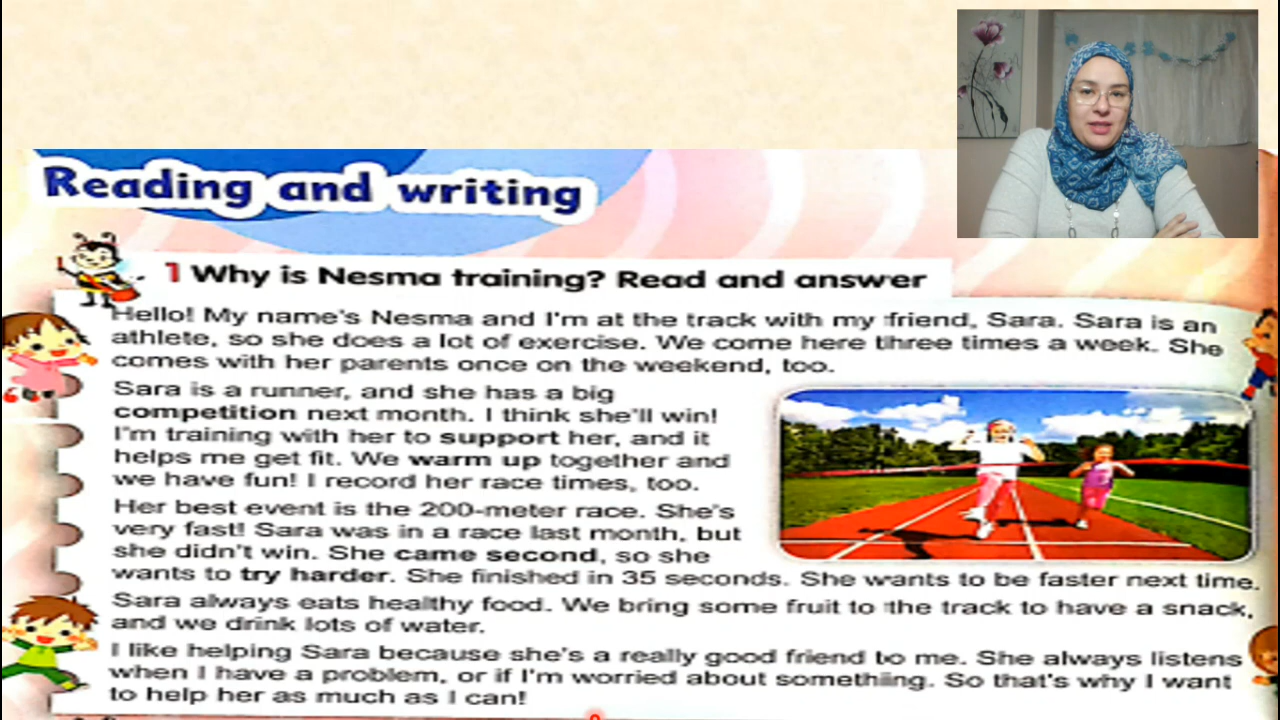 Reading and writing
1 Why is Nesma training? Read and answer
Hello! My name's Nesma and I'm at the track with my friend, Sara. Sara is an
athlete, so she does a lot of exercise. We come here three times a week. She
comes with her parents once on the weekend, too.
Sara is a runner, and she has a big
competition next month. I think she'll win!
I'm training with her to support her, and it
helps me get fit. We warm up together and
we have fun! I record her race times, too.
Her best event is the 200-meter race. She's
very fast! Sara was in a race last month, but
she didn't win. She came second, so she
wants to try harder. She finished in 35 seconds. She wants to be faster next time.
Sara always eats healthy food. We bring some fruit to the track to have a snack,
and we drink lots of water.
I like helping Sara because she's a really good friend to me. She always listens
when I have a problem, or if I'm worried about something. So that's why I want
to help her as much as I can!